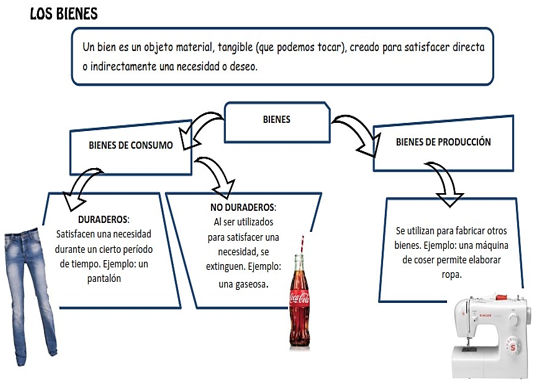 LOS BIENES
Un bien es un objeto material, tangible (que podemos tocar), creado para satisfacer directa
o indirectamente una necesidad o deseo.
BIENES
BIENES DE CONSUMO
BIENES DE PRODUCCIÓN
DURADEROS:
Satisfacen una necesidad
durante un cierto período
de tiempo. Ejemplo: un
pantalón
NO DURADEROS:
Al ser utilizados
para satisfacer una
necesidad, se
extinguen. Ejemplo:
una gaseosa.
Se utilizan para fabricar otros
bienes. Ejemplo: una máquina
de coser permite elaborar
ropa.
Coca-Cola
SINGER
S